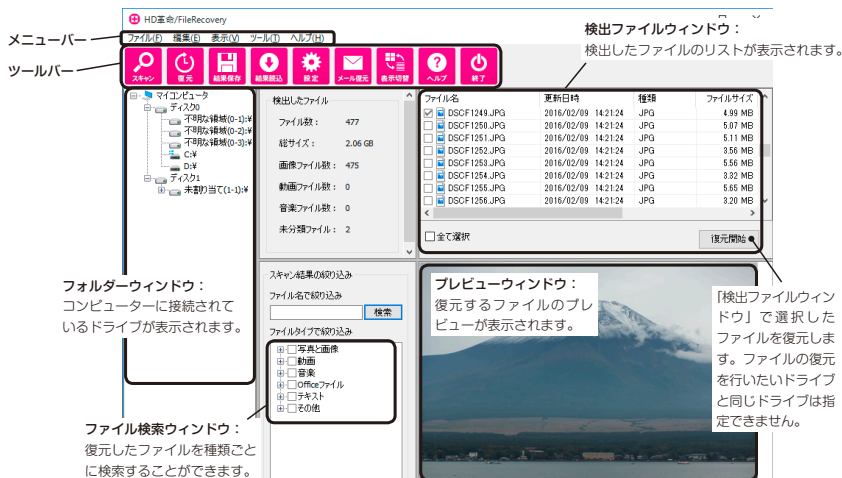 HD革命/FileRecovery
ファイル(F) 編集(E) 表示(V) ツール(T) ヘルプ(H)
メニューバー
ツールバー
スキャン 復元 結果保存 結果読込 設定 メール復元 表示切替 ヘルプ 終了
検出ファイルウィンドウ：
検出したファイルのリストが表示されます。
マイコンピュータ
ディスク0
不明な領域(0-1):¥
不明な領域(0-2):¥
不明な領域(0-3):¥
C:¥
D:¥
ディスク1
未割り当て(1-1):¥
検出したファイル
ファイル数： 477
総サイズ： 2.06 GB
画像ファイル数： 475
動画ファイル数： 0
音楽ファイル数： 0
未分類ファイル： 2
ファイル名 更新日時 種類 ファイルサイズ
DSCF1249.JPG 2016/02/09 14:21:24 JPG 4.99 MB
DSCF1250.JPG 2016/02/09 14:21:24 JPG 5.07 MB
DSCF1251.JPG 2016/02/09 14:21:24 JPG 5.11 MB
DSCF1252.JPG 2016/02/09 14:21:24 JPG 3.56 MB
DSCF1253.JPG 2016/02/09 14:21:24 JPG 5.56 MB
DSCF1254.JPG 2016/02/09 14:21:24 JPG 3.32 MB
DSCF1255.JPG 2016/02/09 14:21:24 JPG 5.65 MB
DSCF1256.JPG 2016/02/09 14:21:24 JPG 3.20 MB
全て選択
復元開始
フォルダーウィンドウ：
コンピューターに接続されて
いるドライブが表示されます。
スキャン結果の絞り込み
ファイル名で絞り込み
検索
ファイルタイプで絞り込み
写真と画像
動画
音楽
Officeファイル
テキスト
その他
プレビューウィンドウ：
復元するファイルのプレ
ビューが表示されます。
「検出ファイルウィン
ドウ」で選択した
ファイルを復元しま
す。ファイルの復元
を行いたいドライブ
と同じドライブは指
定できません。
ファイル検索ウィンドウ：
復元したファイルを種類ごと
に検索することができます。